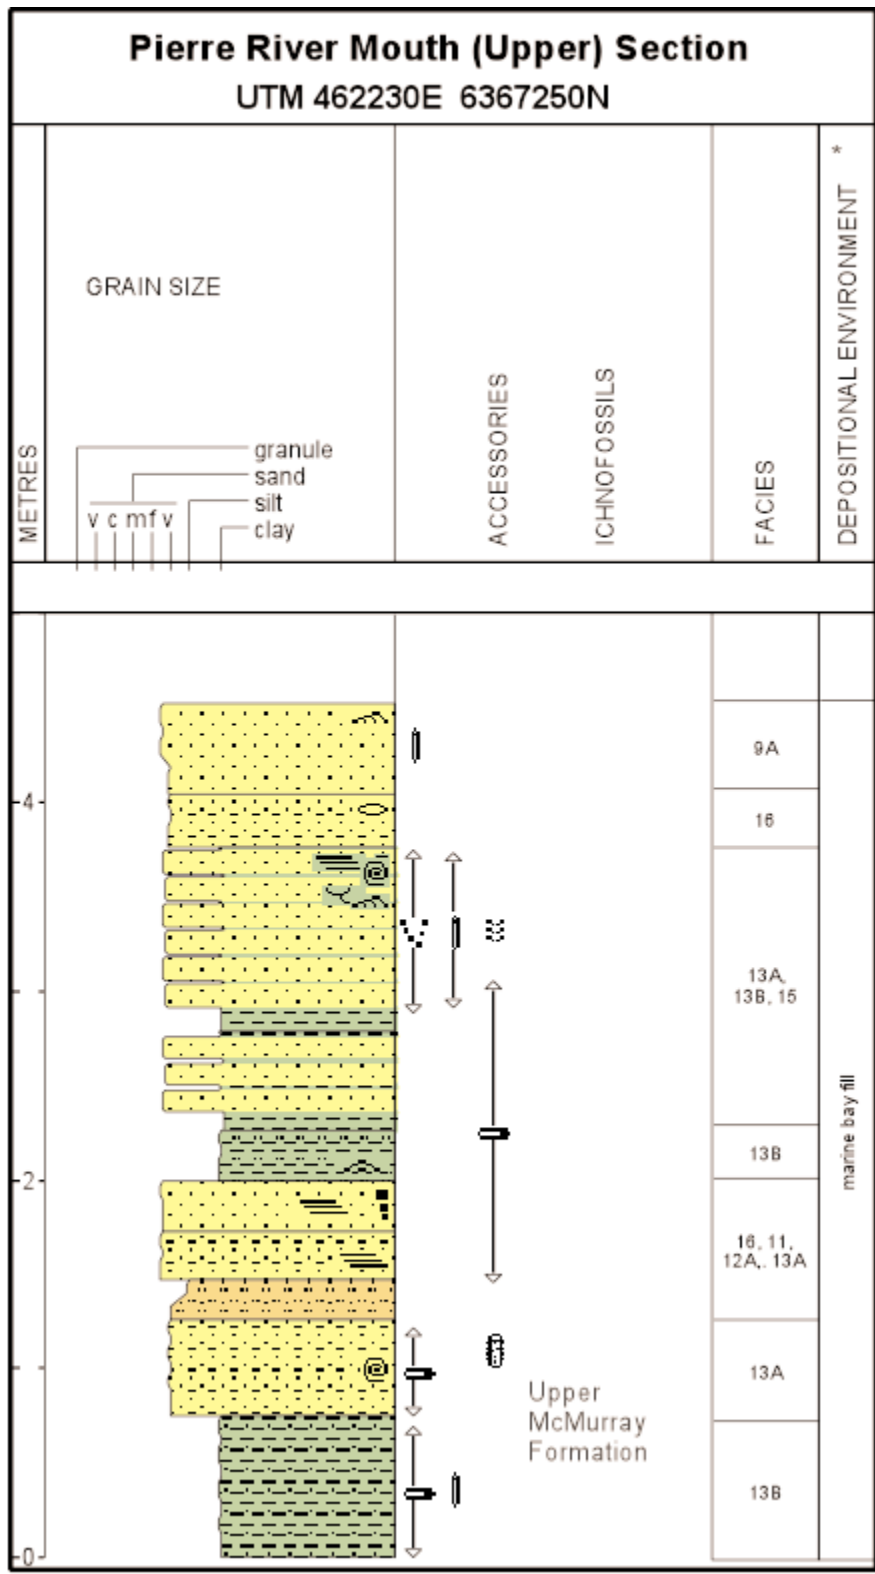 Pierre River Mouth (Upper) Section
UTM 462230E 6367250N
METRES
GRAIN SIZE
granule
sand
silt
clay
v c m f v
ACCESSORIES
ICHNOFOSSILS
FACIES
DEPOSITIONAL ENVIRONMENT *
9A
4
16
13A,
13B, 15
marine bay fill
13B
2
16, 11,
12A,. 13A
1
13A
Upper
McMurray
Formation
13B
0